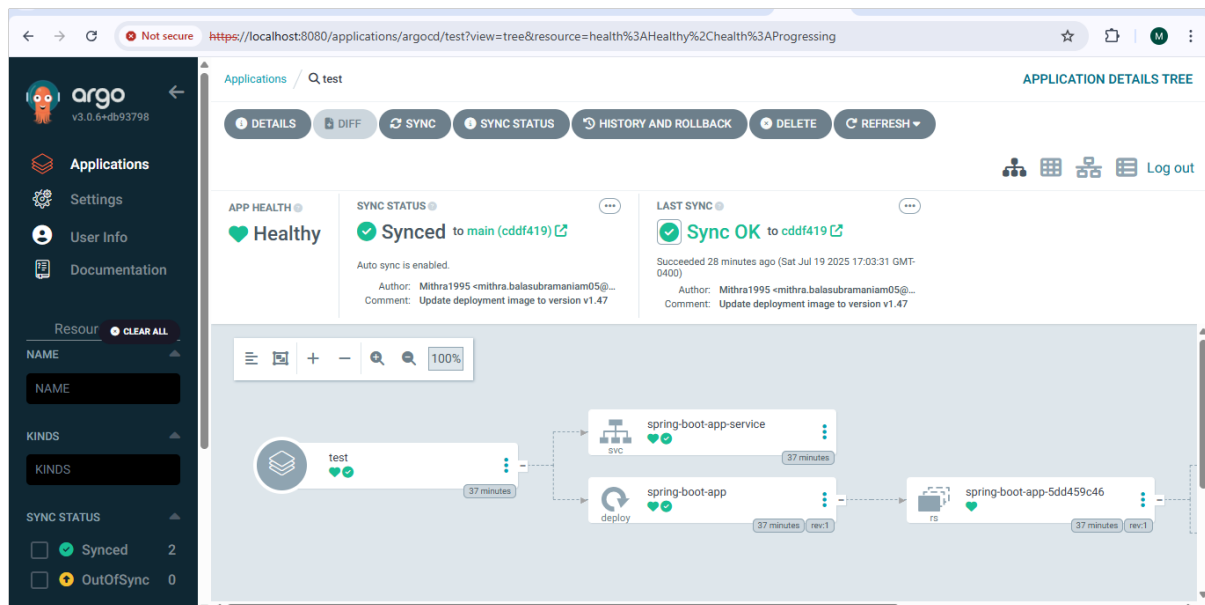 Not secure https://localhost:8080/applications/argocd/test?view=tree&resource=health%3AHealthy%2Chealth%3AProgressing M
argo
v3.0.6+db93798
Applications
Settings
User Info
Documentation
Resour CLEAR ALL
NAME
NAME
KINDS
KINDS
SYNC STATUS
Synced 2
OutOfSync 0
Applications / test APPLICATION DETAILS TREE
DETAILS DIFF SYNC SYNC STATUS HISTORY AND ROLLBACK DELETE REFRESH
Log out
APP HEALTH
Healthy
SYNC STATUS
Synced to main (cddf419)
Auto sync is enabled.
Author: Mithra1995 <mithra.balasubramaniam05@...
Comment: Update deployment image to version v1.47
LAST SYNC
Sync OK to cddf419
Succeeded 28 minutes ago (Sat Jul 19 2025 17:03:31 GMT-
0400)
Author: Mithra1995 <mithra.balasubramaniam05@...
Comment: Update deployment image to version v1.47
100%
test
37 minutes
spring-boot-app-service
svc
37 minutes
spring-boot-app
deploy
37 minutes rev:1
spring-boot-app-5dd459c46
rs
37 minutes rev:1